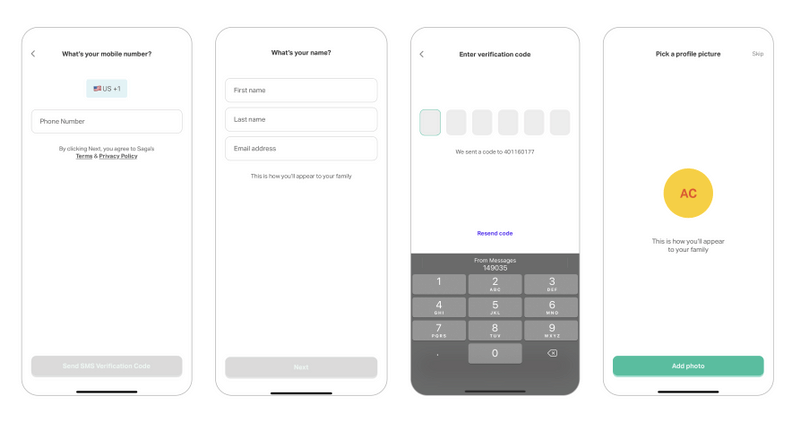 What's your mobile number?
🇺🇸 US +1
Phone Number
By clicking Next, you agree to Saga's
Terms & Privacy Policy
Send SMS Verification Code
What's your name?
First name
Last name
Email address
This is how you'll appear to your family
Next
Enter verification code
We sent a code to 401160177
Resend code
From Messages
149035
1
2
ABC
3
DEF
4
GHI
5
JKL
6
MNO
7
PQRS
8
TUV
9
WXYZ
.
0
Pick a profile picture
Skip
AC
This is how you'll appear
to your family
Add photo